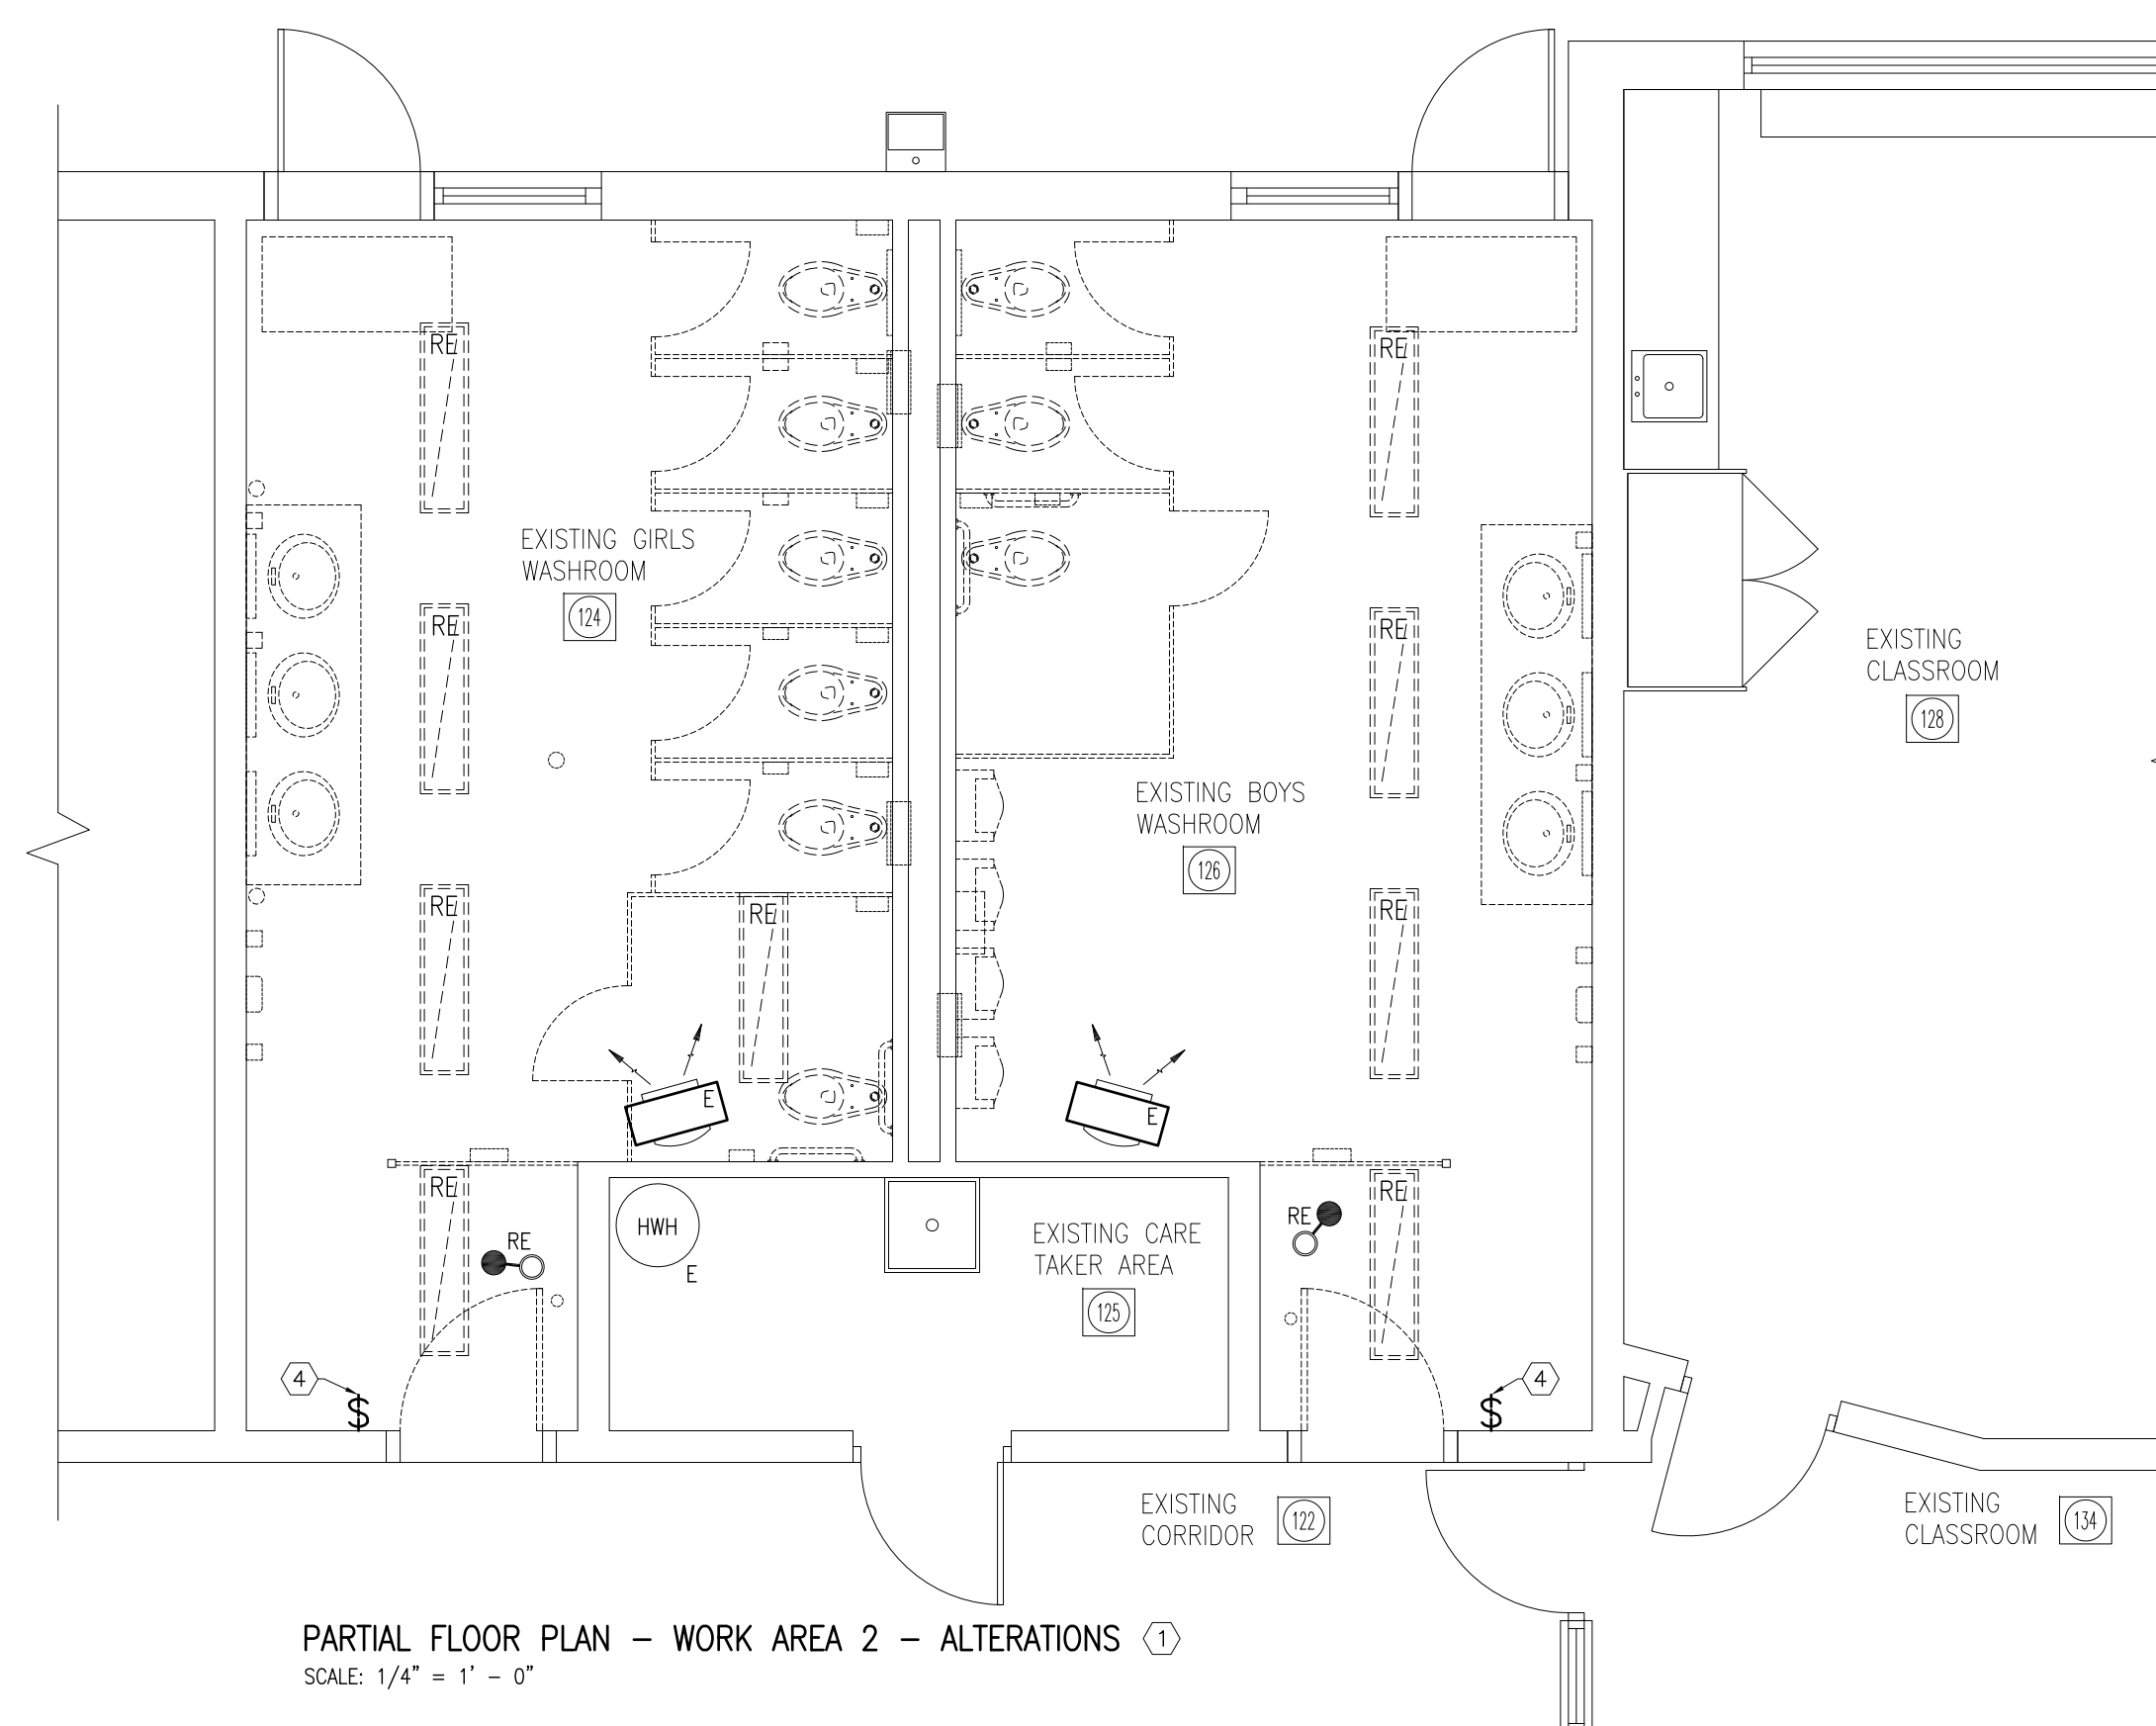 RE
RE
EXISTING GIRLS
WASHROOM
124
RE
RE
RE
RE
RE
EXISTING
CLASSROOM
128
EXISTING BOYS
WASHROOM
126
RE
RE
RE
E
E
RE
RE
RE
RE
HWH
E
EXISTING CARE
TAKER AREA
125
4
$
4
$
EXISTING
CORRIDOR
122
EXISTING
CLASSROOM
134
PARTIAL FLOOR PLAN – WORK AREA 2 – ALTERATIONS 1
SCALE: 1/4" = 1' – 0"